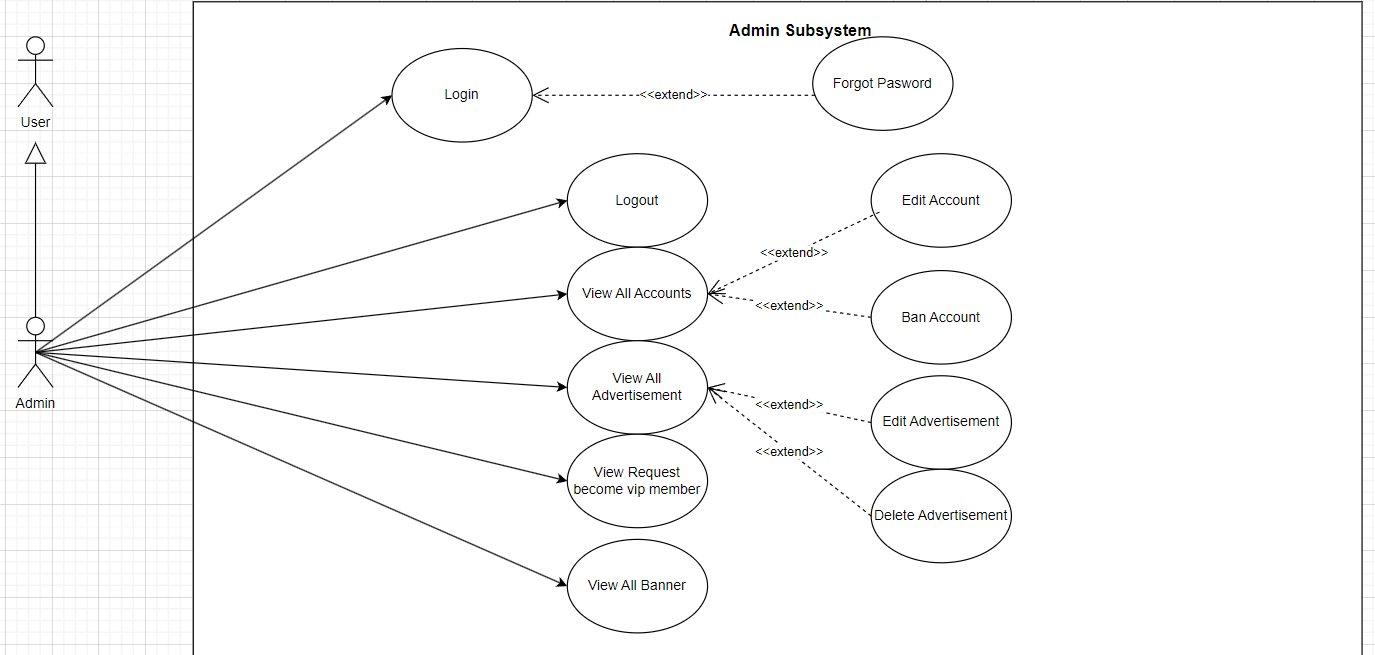 Admin Subsystem
User
Login
<<extend>>
Forgot Pasword
Logout
Edit Account
<<extend>>
View All Accounts
<<extend>>
Ban Account
Admin
View All
Advertisement
<<extend>>
Edit Advertisement
<<extend>>
View Request
become vip member
Delete Advertisement
View All Banner